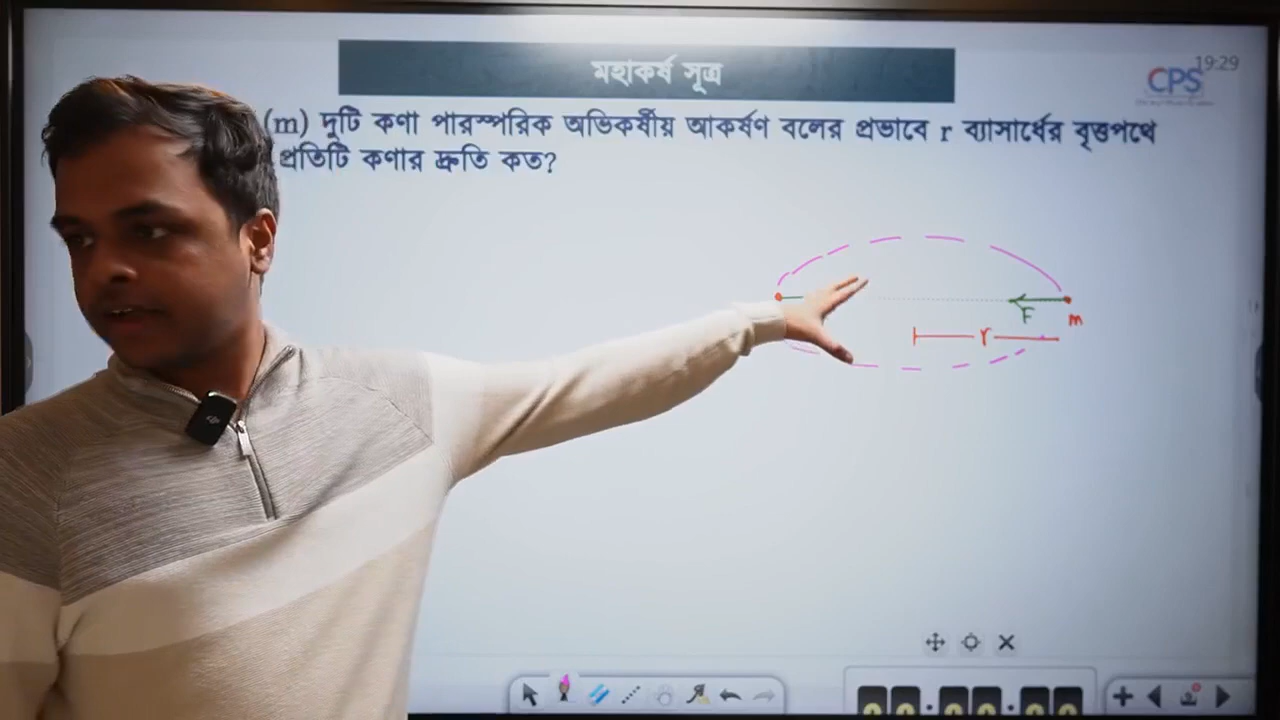 মহাকর্ষ সূত্র
19:29
CPS
(m) দুটি কণা পারস্পরিক অভিকর্ষীয় আকর্ষণ বলের প্রভাবে r ব্যাসার্ধের বৃত্তপথে
প্রতিটি কণার দ্রুতি কত?
F
m
r